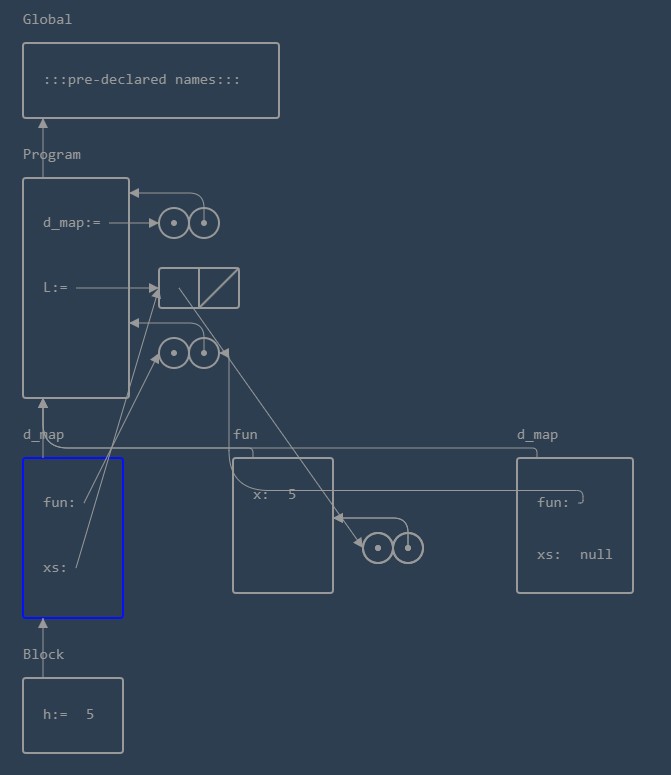 Global
:::pre-declared names:::
Program
d_map:=
L:=
d_map
fun
d_map
fun:
x: 5
fun:
xs:
xs: null
Block
h:= 5